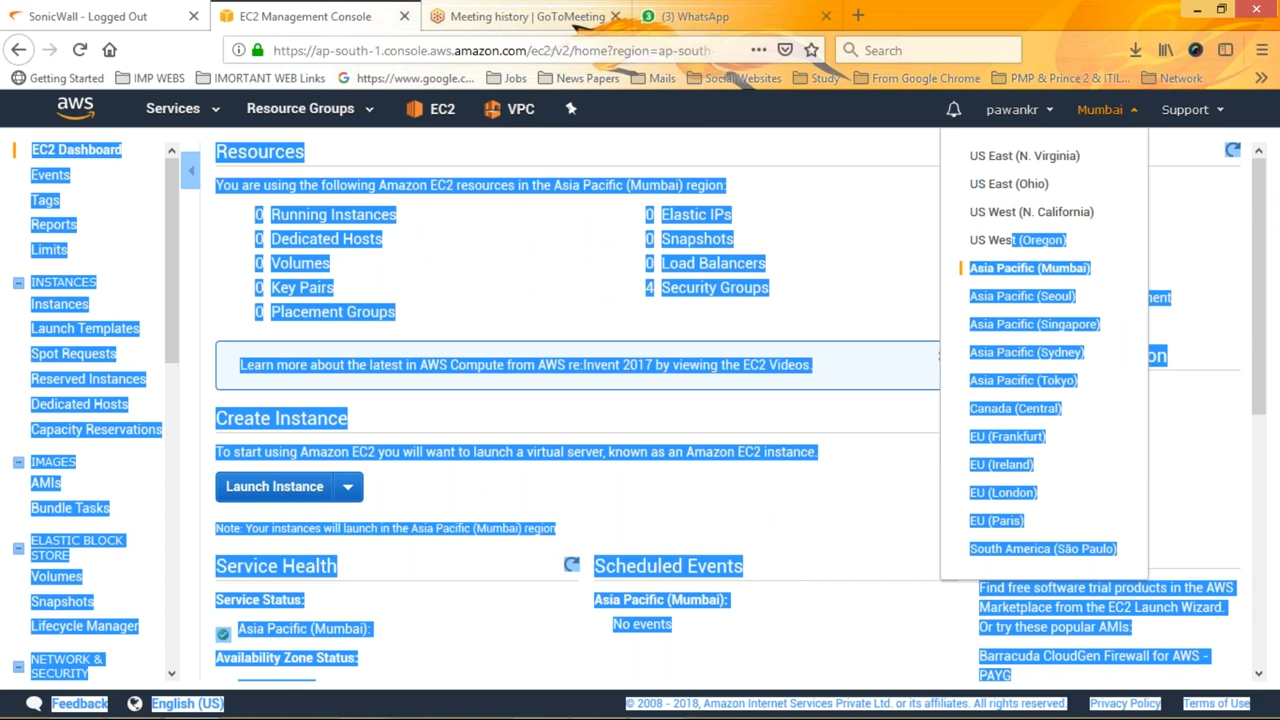 SonicWall - Logged Out
EC2 Management Console
Meeting history | GoToMeeting
(3) WhatsApp
https://ap-south-1.console.aws.amazon.com/ec2/v2/home?region=ap-south-
Search
Getting Started
IMP WEBS
IMORTANT WEB Links
https://www.google.c...
Jobs
News Papers
Mails
Social Websites
Study
From Google Chrome
PMP & Prince 2 & ITIL...
Network
aws
Services
Resource Groups
EC2
VPC
pawankr
Mumbai
Support
EC2 Dashboard
Events
Tags
Reports
Limits
INSTANCES
Instances
Launch Templates
Spot Requests
Reserved Instances
Dedicated Hosts
Capacity Reservations
IMAGES
AMIs
Bundle Tasks
ELASTIC BLOCK
STORE
Volumes
Snapshots
Lifecycle Manager
NETWORK &
SECURITY
Resources
You are using the following Amazon EC2 resources in the Asia Pacific (Mumbai) region:
0 Running Instances
0 Dedicated Hosts
0 Volumes
0 Key Pairs
0 Placement Groups
0 Elastic IPs
0 Snapshots
0 Load Balancers
4 Security Groups
Learn more about the latest in AWS Compute from AWS re:Invent 2017 by viewing the EC2 Videos.
Create Instance
To start using Amazon EC2 you will want to launch a virtual server, known as an Amazon EC2 instance.
Launch Instance
Note: Your instances will launch in the Asia Pacific (Mumbai) region
Service Health
Service Status:
Asia Pacific (Mumbai):
Availability Zone Status:
Scheduled Events
Asia Pacific (Mumbai):
No events
US East (N. Virginia)
US East (Ohio)
US West (N. California)
US West (Oregon)
Asia Pacific (Mumbai)
Asia Pacific (Seoul)
Asia Pacific (Singapore)
Asia Pacific (Sydney)
Asia Pacific (Tokyo)
Canada (Central)
EU (Frankfurt)
EU (Ireland)
EU (London)
EU (Paris)
South America (São Paulo)
Find free software trial products in the AWS
Marketplace from the EC2 Launch Wizard.
Or try these popular AMIs:
Barracuda CloudGen Firewall for AWS -
PAYG
Feedback
English (US)
© 2008 - 2018, Amazon Internet Services Private Ltd. or its affiliates. All rights reserved.
Privacy Policy
Terms of Use